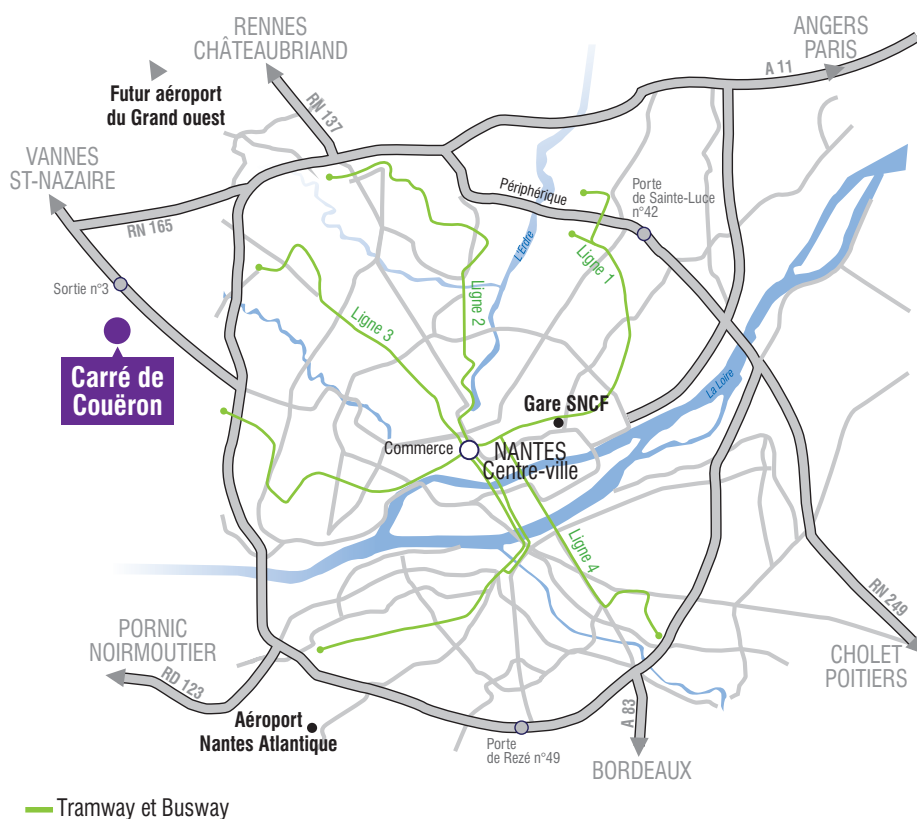 RENNES
CHÂTEAUBRIAND
ANGERS
PARIS
A 11
Futur aéroport
du Grand ouest
RN 137
VANNES
ST-NAZAIRE
Périphérique
Porte
de Sainte-Luce
n°42
RN 165
L'Erdre
Ligne 1
Sortie n°3
Ligne 2
Ligne 3
Carré de
Couëron
La Loire
Gare SNCF
Commerce
NANTES
Centre-ville
Ligne 4
RN 249
PORNIC
NOIRMOUTIER
CHOLET
POITIERS
RD 123
A 83
Aéroport
Nantes Atlantique
Porte
de Rezé n°49
BORDEAUX
Tramway et Busway